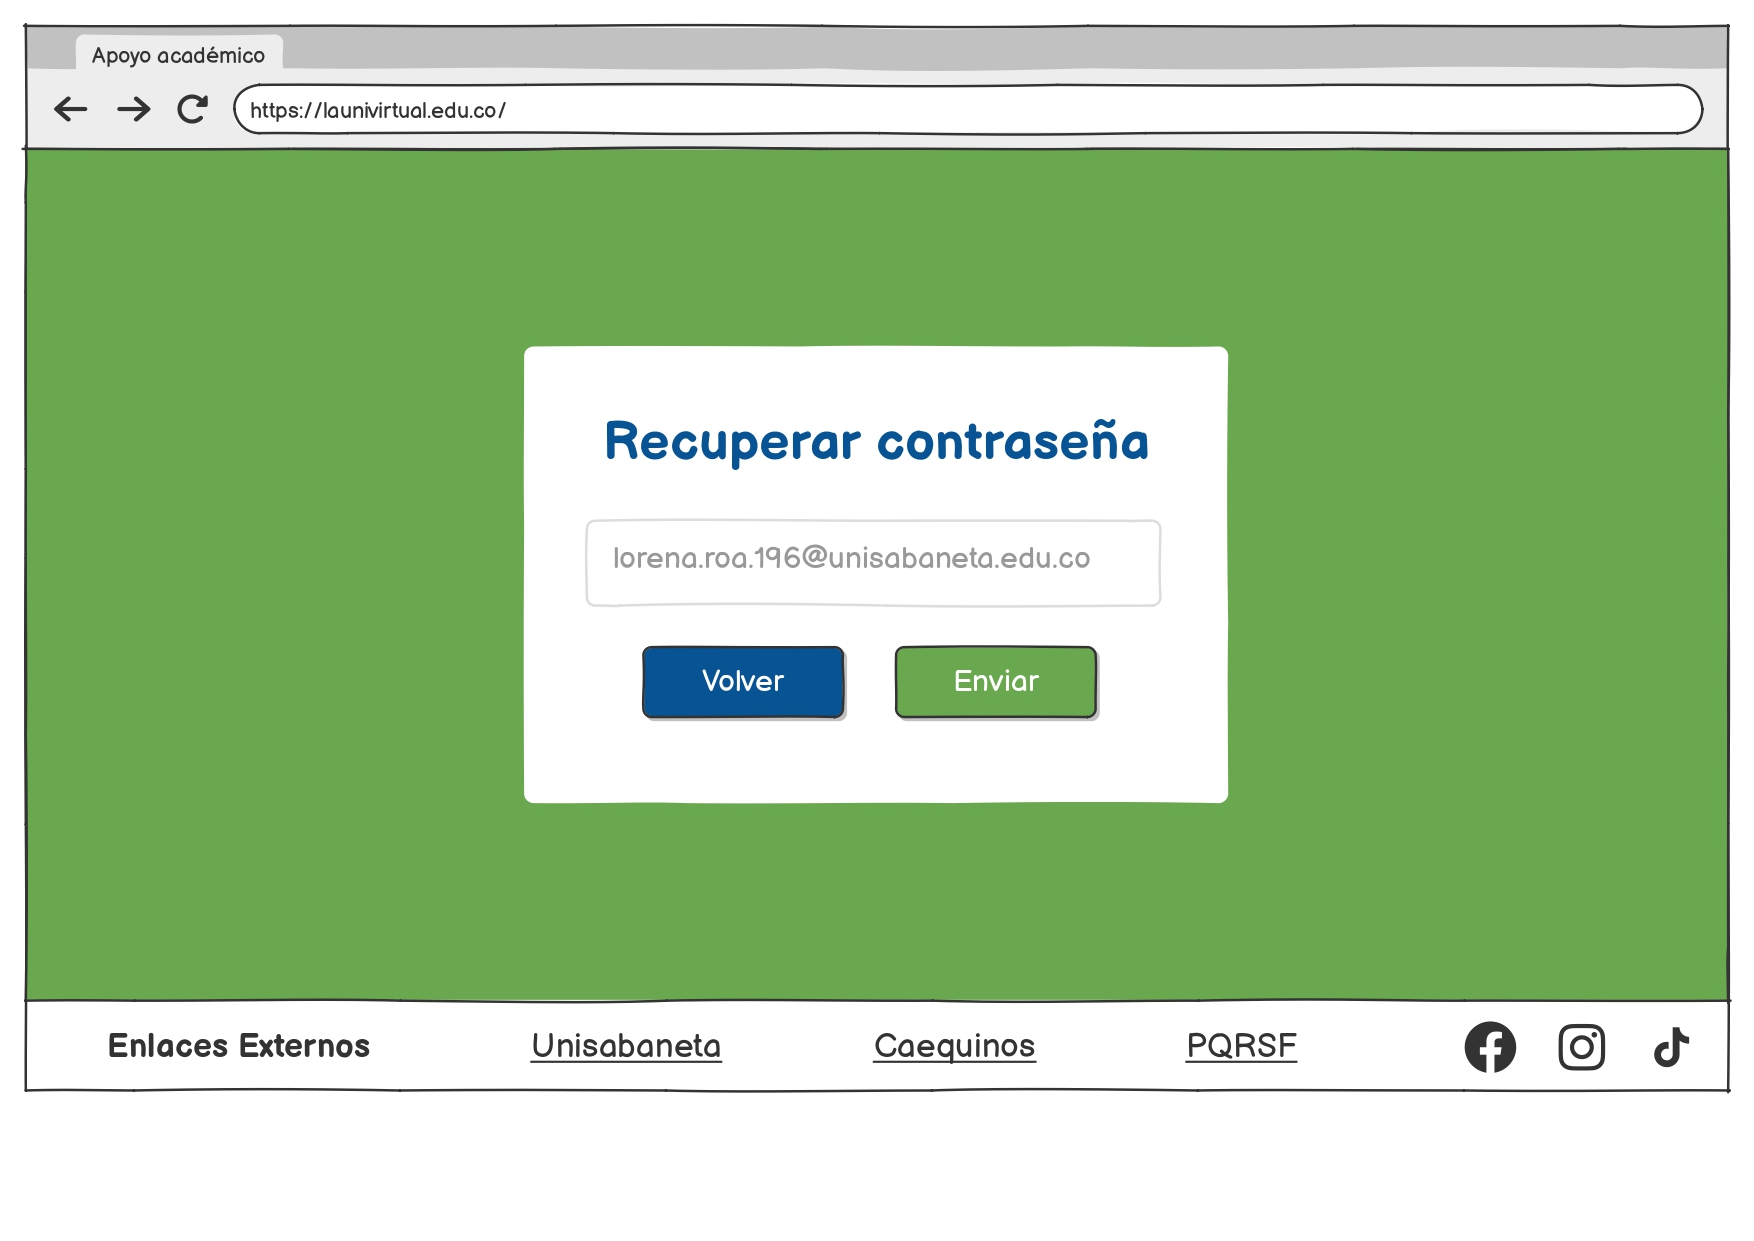 Apoyo académico
https://launivirtual.edu.co/
Recuperar contraseña
lorena.roa.196@unisabaneta.edu.co
Volver Enviar
Enlaces Externos Unisabaneta Caequinos PQRSF